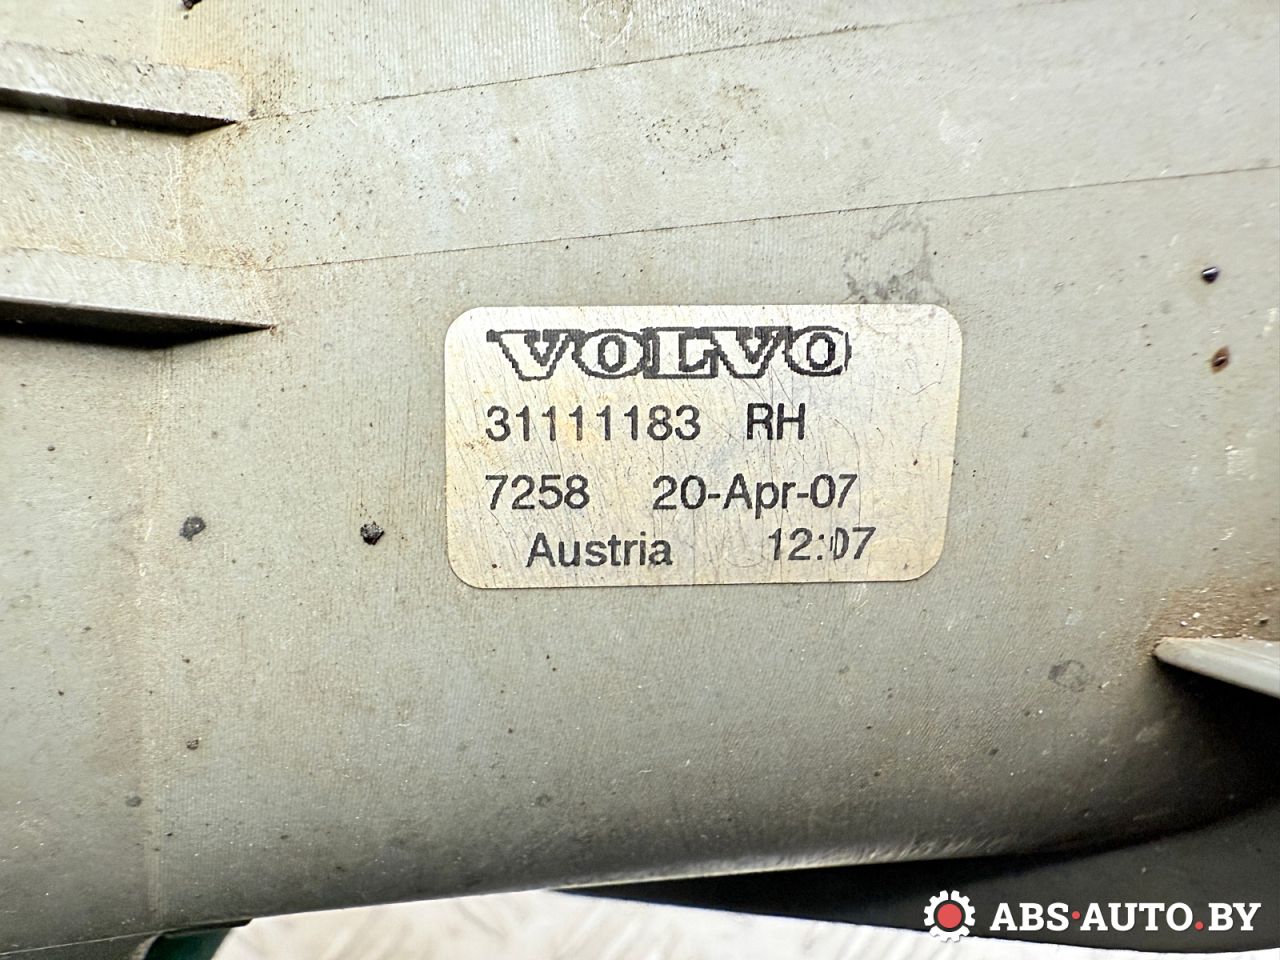 VOLVO
31111183 RH
7258 20-Apr-07
Austria 12:07
ABS·AUTO.BY